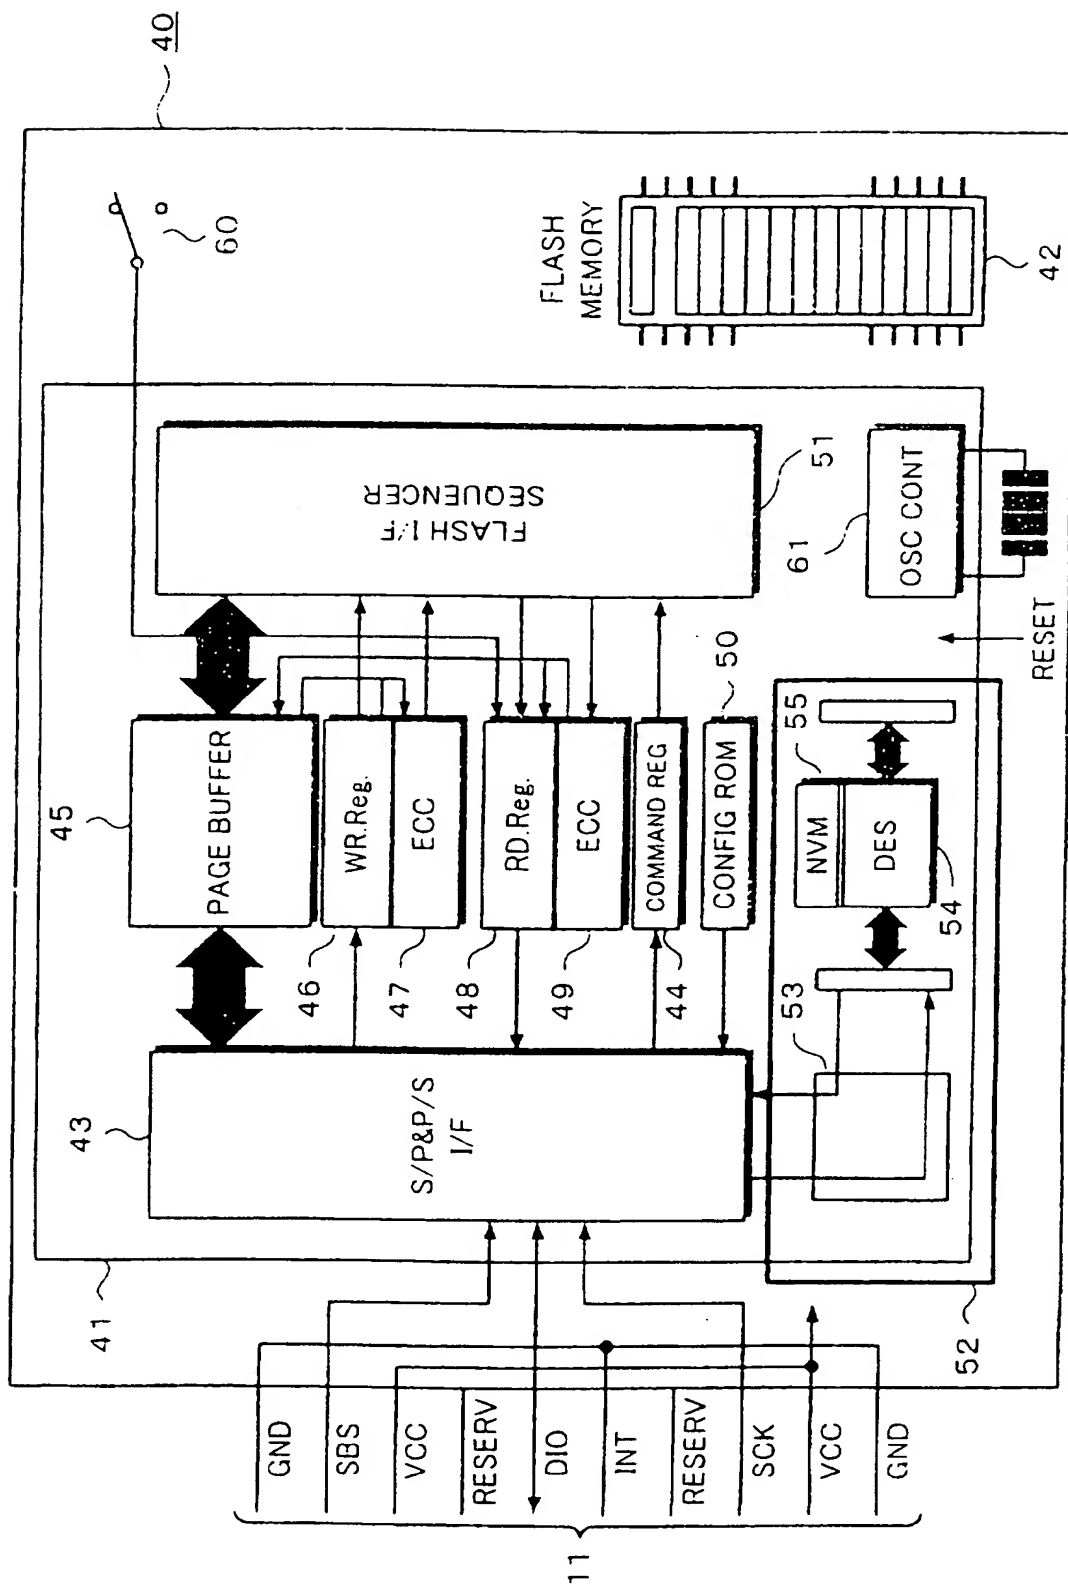 40
60
FLASH
MEMORY
42
FLASH I/F
SEQUENCER
51
OSC CONT
61
RESET
45
PAGE BUFFER
46
WR.Reg.
47
ECC
48
RD.Reg.
49
ECC
44
COMMAND REG
50
CONFIG ROM
55
NVM
DES
54
53
52
43
S/P&P/S
I/F
41
GND
SBS
VCC
RESERV
DIO
INT
RESERV
SCK
VCC
GND
11